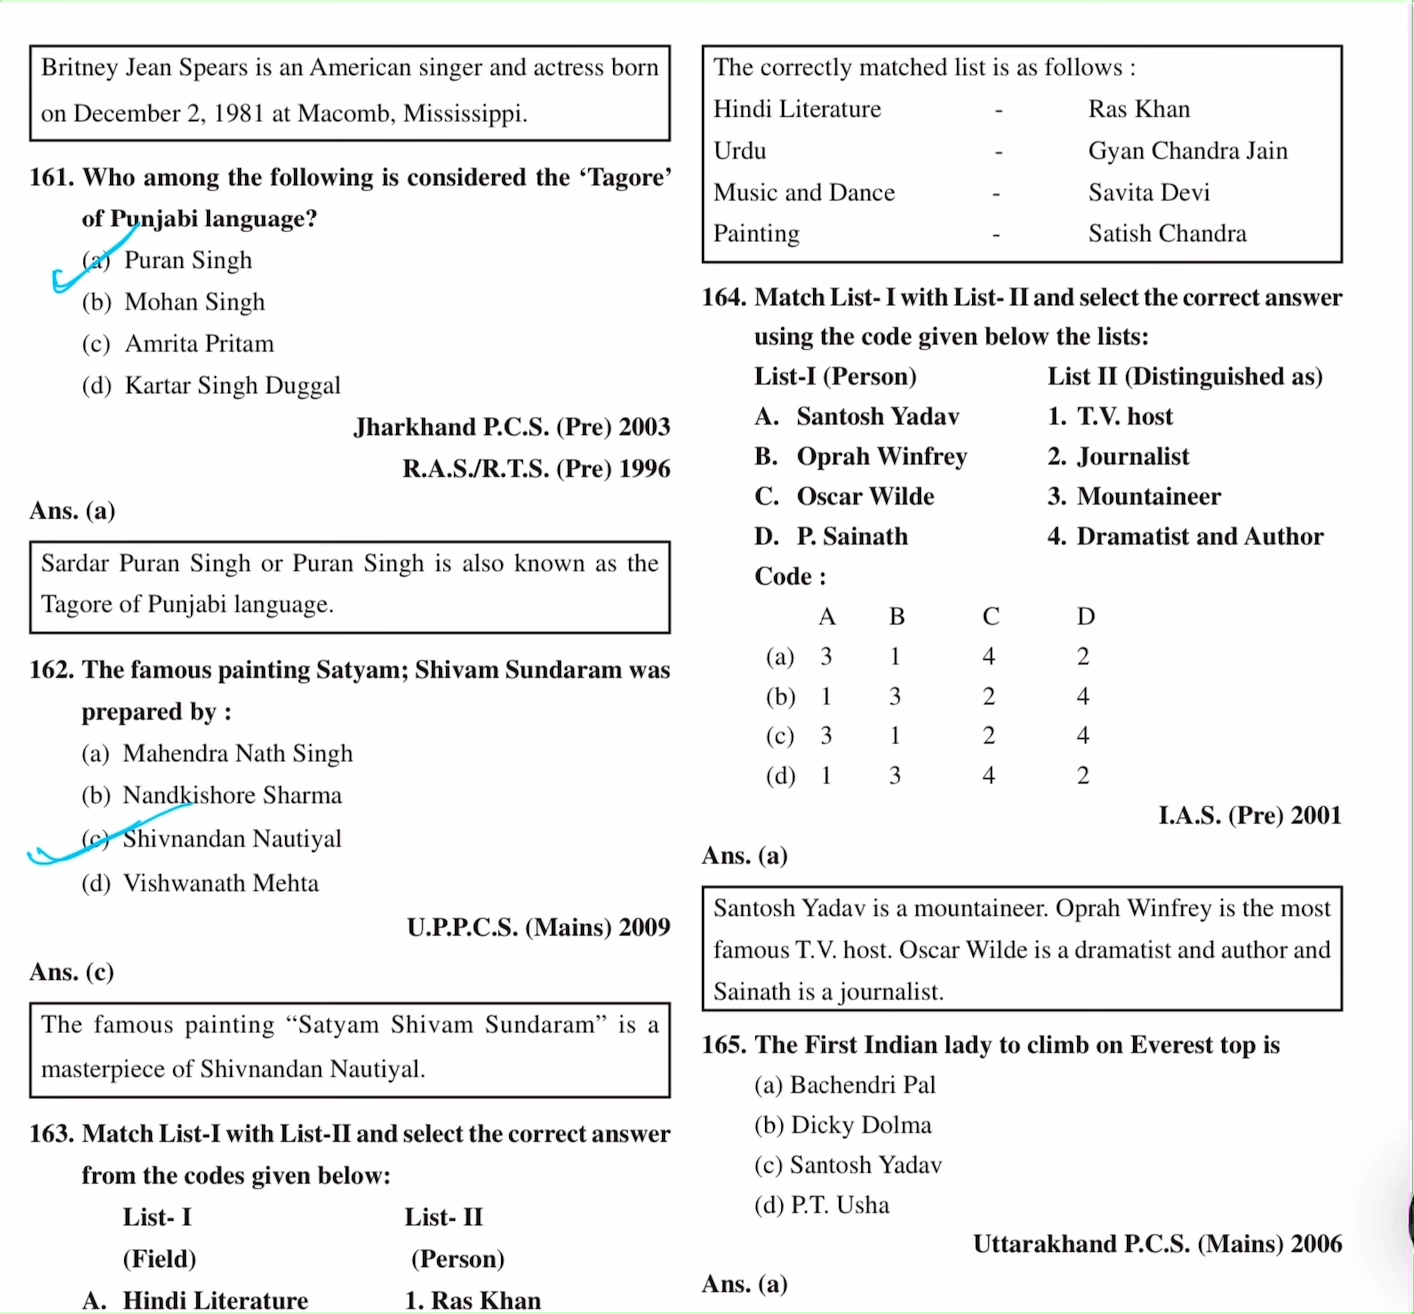 Britney Jean Spears is an American singer and actress born
on December 2, 1981 at Macomb, Mississippi.
161. Who among the following is considered the ‘Tagore’
of Punjabi language?
(a) Puran Singh
(b) Mohan Singh
(c) Amrita Pritam
(d) Kartar Singh Duggal
Jharkhand P.C.S. (Pre) 2003
R.A.S./R.T.S. (Pre) 1996
Ans. (a)
Sardar Puran Singh or Puran Singh is also known as the
Tagore of Punjabi language.
162. The famous painting Satyam; Shivam Sundaram was
prepared by :
(a) Mahendra Nath Singh
(b) Nandkishore Sharma
(c) Shivnandan Nautiyal
(d) Vishwanath Mehta
U.P.P.C.S. (Mains) 2009
Ans. (c)
The famous painting “Satyam Shivam Sundaram” is a
masterpiece of Shivnandan Nautiyal.
163. Match List-I with List-II and select the correct answer
from the codes given below:
List- I List- II
(Field) (Person)
A. Hindi Literature 1. Ras Khan
The correctly matched list is as follows :
Hindi Literature - Ras Khan
Urdu - Gyan Chandra Jain
Music and Dance - Savita Devi
Painting - Satish Chandra
164. Match List- I with List- II and select the correct answer
using the code given below the lists:
List-I (Person) List II (Distinguished as)
A. Santosh Yadav 1. T.V. host
B. Oprah Winfrey 2. Journalist
C. Oscar Wilde 3. Mountaineer
D. P. Sainath 4. Dramatist and Author
Code :
A B C D
(a) 3 1 4 2
(b) 1 3 2 4
(c) 3 1 2 4
(d) 1 3 4 2
I.A.S. (Pre) 2001
Ans. (a)
Santosh Yadav is a mountaineer. Oprah Winfrey is the most
famous T.V. host. Oscar Wilde is a dramatist and author and
Sainath is a journalist.
165. The First Indian lady to climb on Everest top is
(a) Bachendri Pal
(b) Dicky Dolma
(c) Santosh Yadav
(d) P.T. Usha
Uttarakhand P.C.S. (Mains) 2006
Ans. (a)